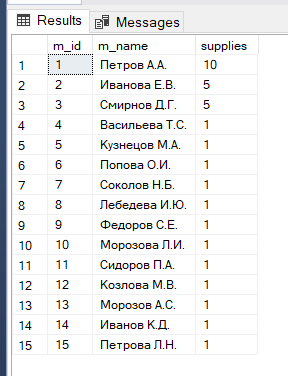 Results Messages
m_id m_name supplies
1 1 Петров А.А. 10
2 2 Иванова Е.В. 5
3 3 Смирнов Д.Г. 5
4 4 Васильева Т.С. 1
5 5 Кузнецов М.А. 1
6 6 Попова О.И. 1
7 7 Соколов Н.Б. 1
8 8 Лебедева И.Ю. 1
9 9 Федоров С.Е. 1
10 10 Морозова Л.И. 1
11 11 Сидоров П.А. 1
12 12 Козлова М.В. 1
13 13 Морозов А.С. 1
14 14 Иванов К.Д. 1
15 15 Петрова Л.Н. 1